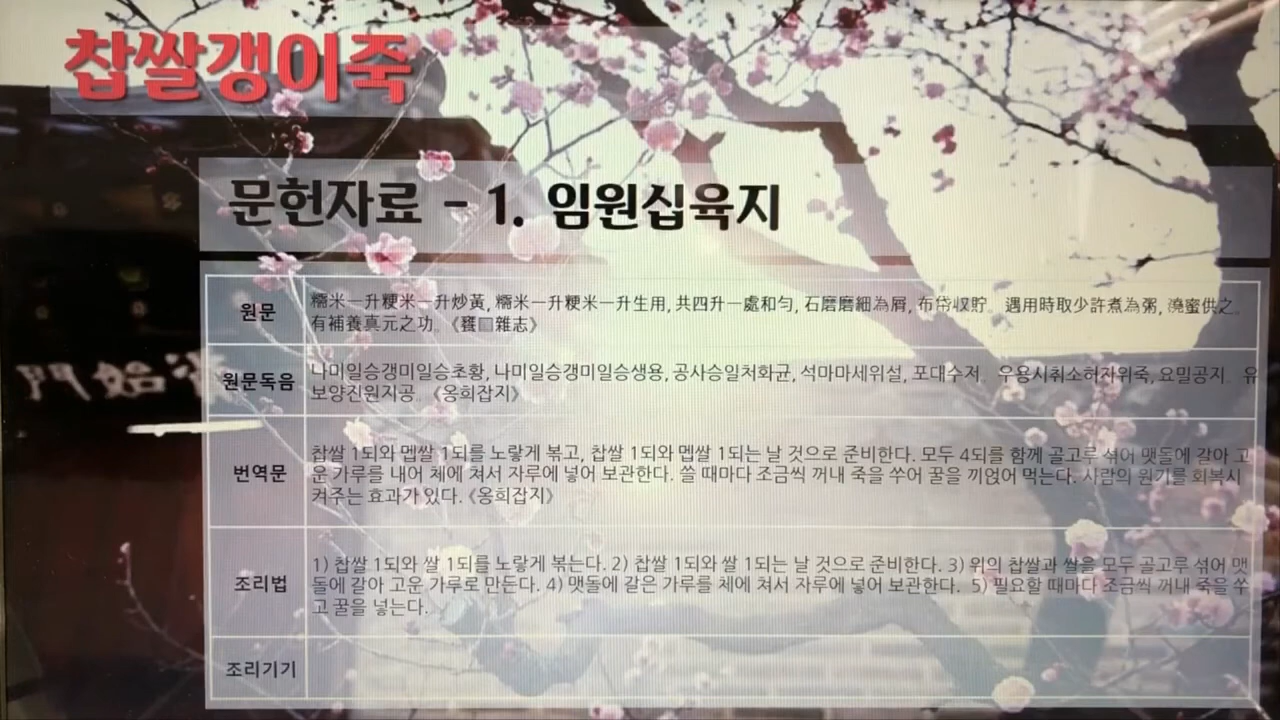 찹쌀갱이죽
문헌자료 - 1. 임원십육지
원문
糯米一升粳米一升炒黃, 糯米一升粳米一升生用, 共四升一處和勻, 石磨磨細為屑, 布帒収貯. 遇用時取少許煮為粥, 澆蜜供之.
有補養真元之功. 《饔▨雜志》
원문독음
나미일승갱미일승초황, 나미일승갱미일승생용, 공사승일처화균, 석마마세위설, 포대수저. 우용시취소허자위죽, 요밀공지. 유
보양진원지공. 《옹희잡지》
번역문
찹쌀 1되와 멥쌀 1되를 노랗게 볶고, 찹쌀 1되와 멥쌀 1되는 날 것으로 준비한다. 모두 4되를 함께 골고루 섞어 맷돌에 갈아 고
운 가루를 내어 체에 쳐서 자루에 넣어 보관한다. 쓸 때마다 조금씩 꺼내 죽을 쑤어 꿀을 끼얹어 먹는다. 사람의 원기를 회복시
켜주는 효과가 있다.《옹희잡지》
조리법
1) 찹쌀 1되와 쌀 1되를 노랗게 볶는다. 2) 찹쌀 1되와 쌀 1되는 날 것으로 준비한다. 3) 위의 찹쌀과 쌀을 모두 골고루 섞어 맷
돌에 갈아 고운 가루로 만든다. 4) 맷돌에 갈은 가루를 체에 쳐서 자루에 넣어 보관한다. 5) 필요할 때마다 조금씩 꺼내 죽을 쑤
고 꿀을 넣는다.
조리기기